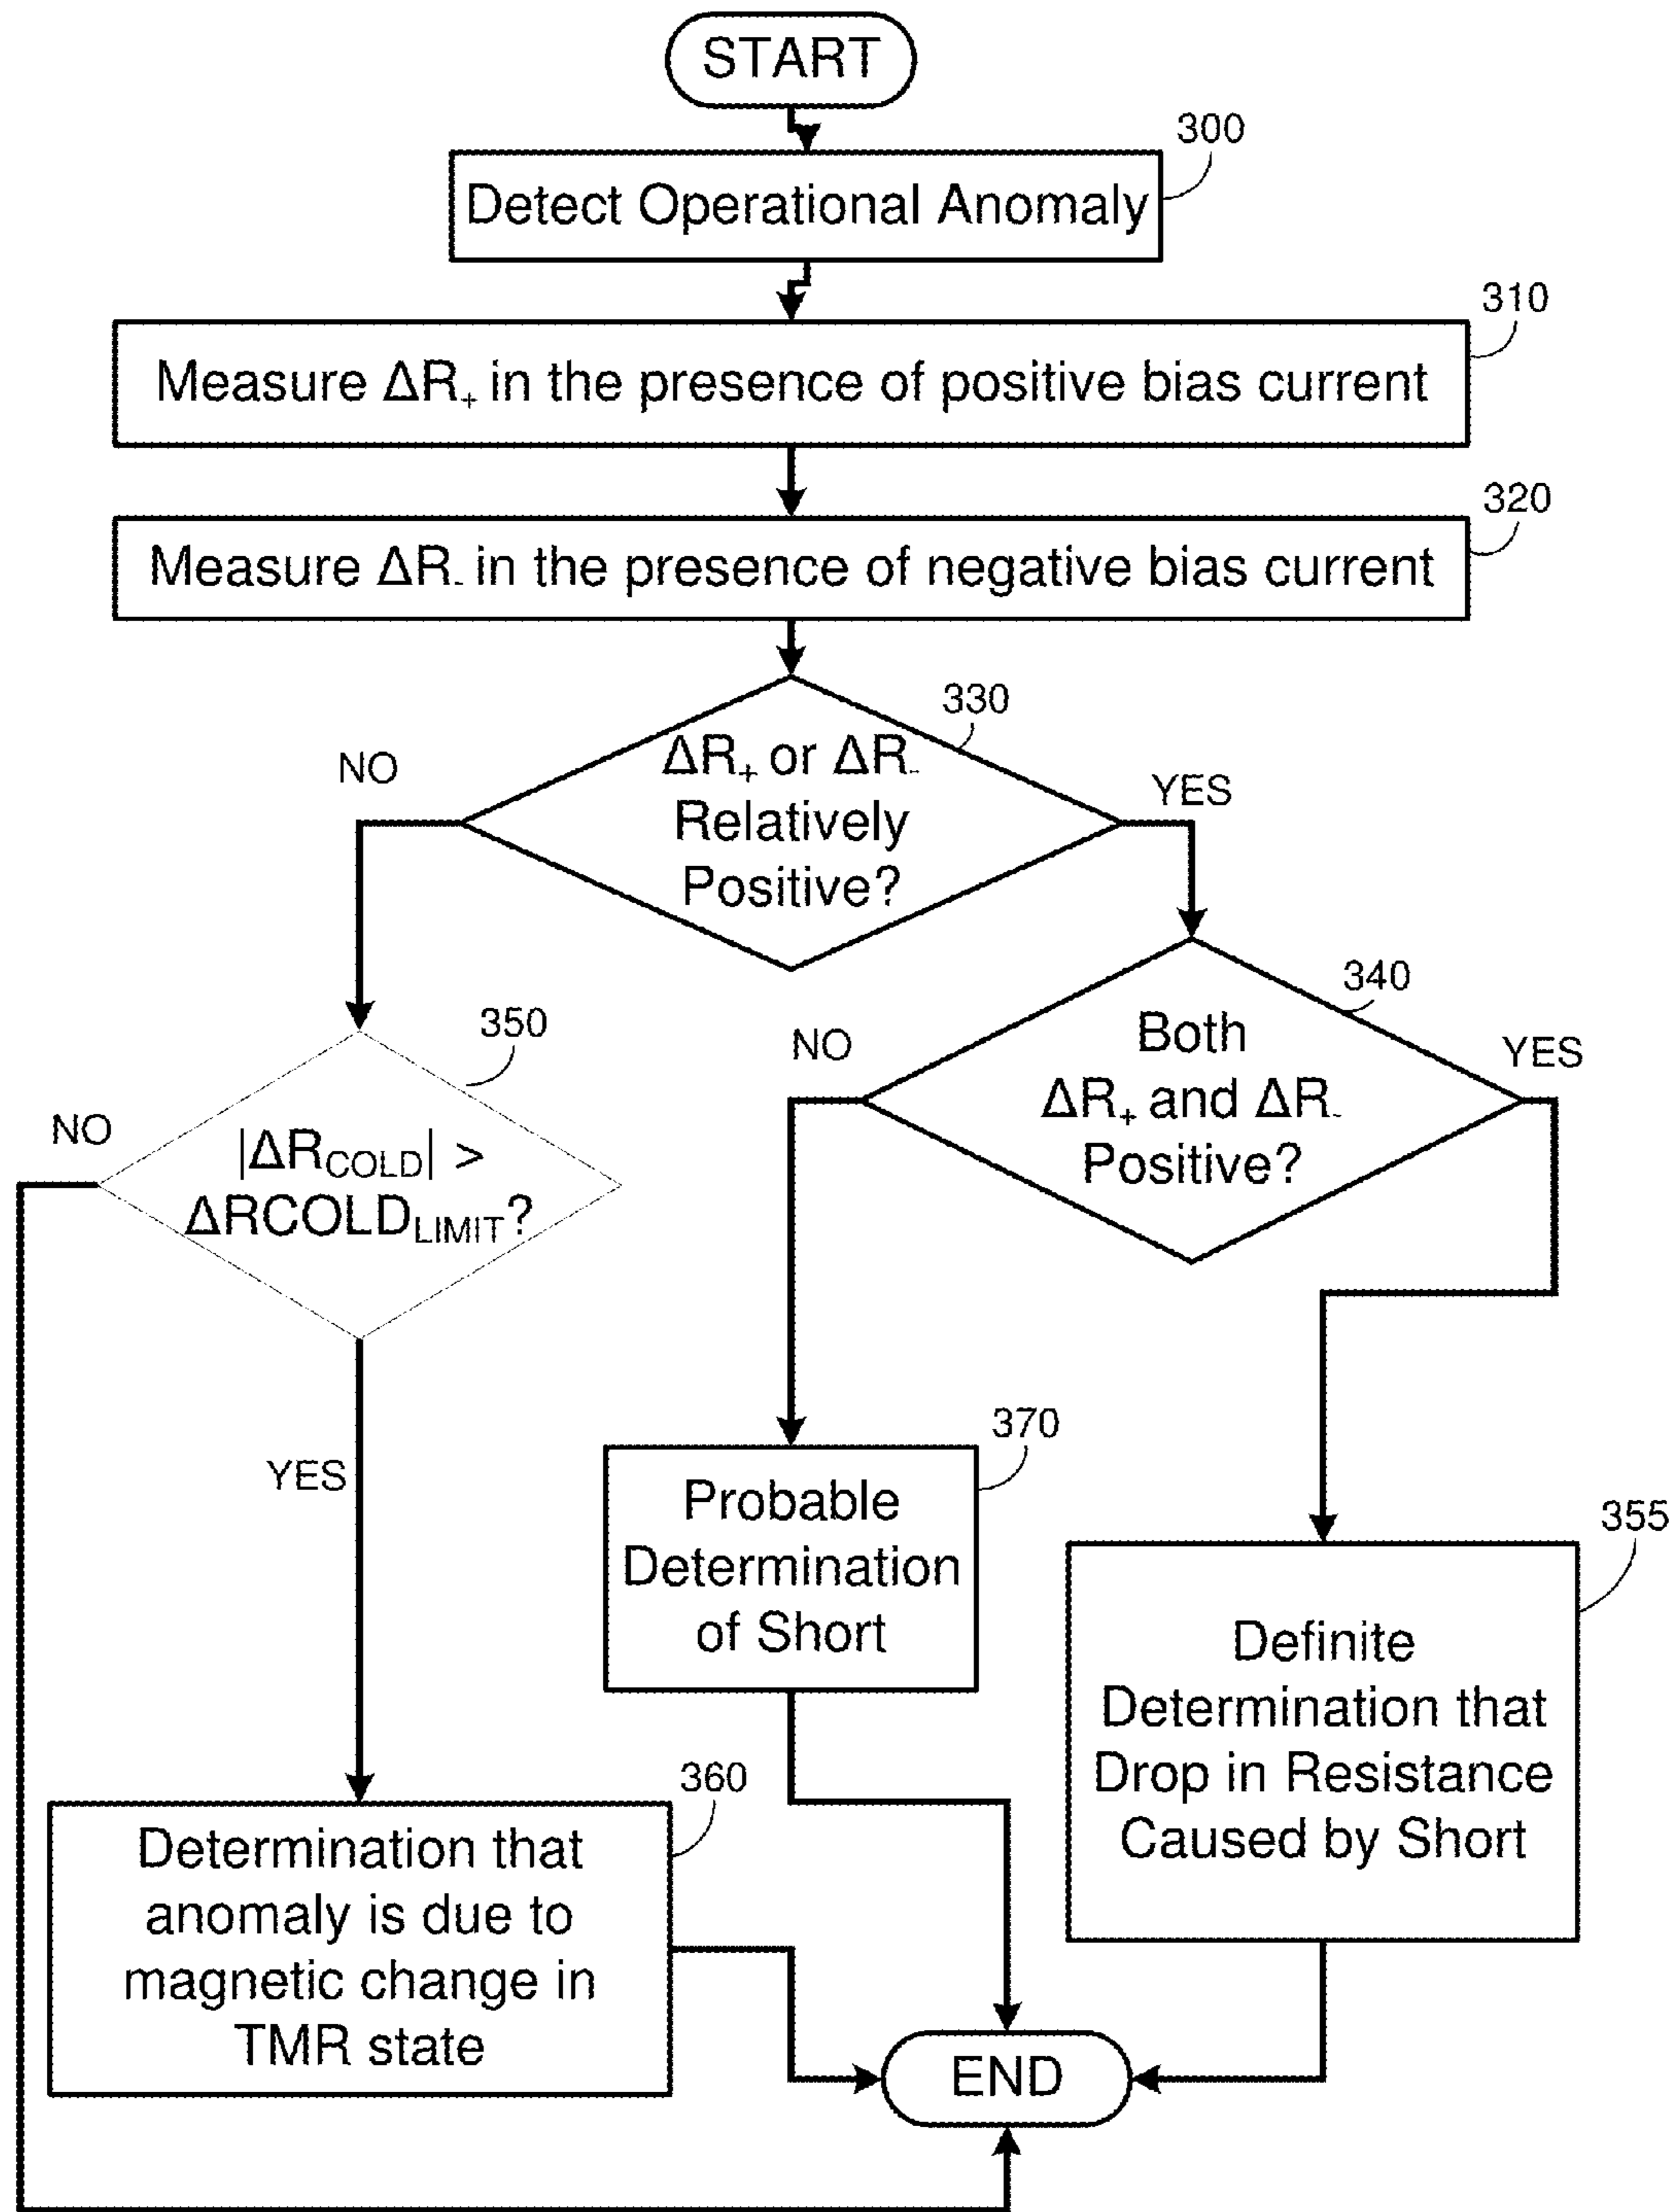 START
300
Detect Operational Anomaly
310
Measure ΔR₊ in the presence of positive bias current
320
Measure ΔR₋ in the presence of negative bias current
330
ΔR₊ or ΔR₋
Relatively
Positive?
NO
YES
340
Both
ΔR₊ and ΔR₋
Positive?
NO
YES
350
|ΔR_COLD| >
ΔRCOLD_LIMIT?
NO
YES
370
Probable
Determination
of Short
355
Definite
Determination that
Drop in Resistance
Caused by Short
360
Determination that
anomaly is due to
magnetic change in
TMR state
END